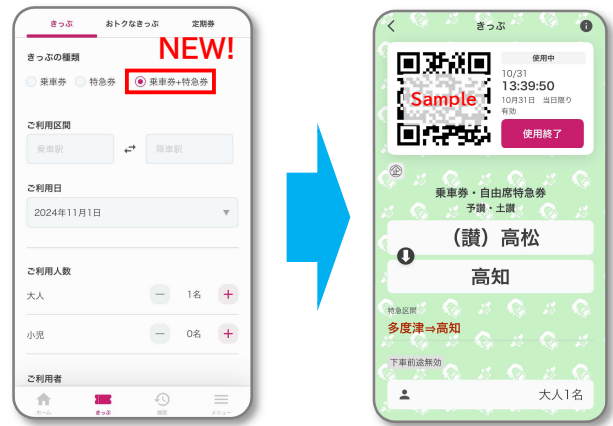 きっぷ
おトクなきっぷ
定期券
きっぷの種類
NEW!
乗車券
特急券
乗車券+特急券
ご利用区間
乗車駅
降車駅
ご利用日
2024年11月1日
ご利用人数
大人
1名
小児
0名
ご利用者
ホーム
きっぷ
履歴
メニュー
きっぷ
Sample
使用中
10/31
13:39:50
10月31日 当日限り
有効
使用終了
企
乗車券・自由席特急券
予讃・土讃
(讃) 高松
高知
特急区間
多度津⇒高知
下車前途無効
大人1名